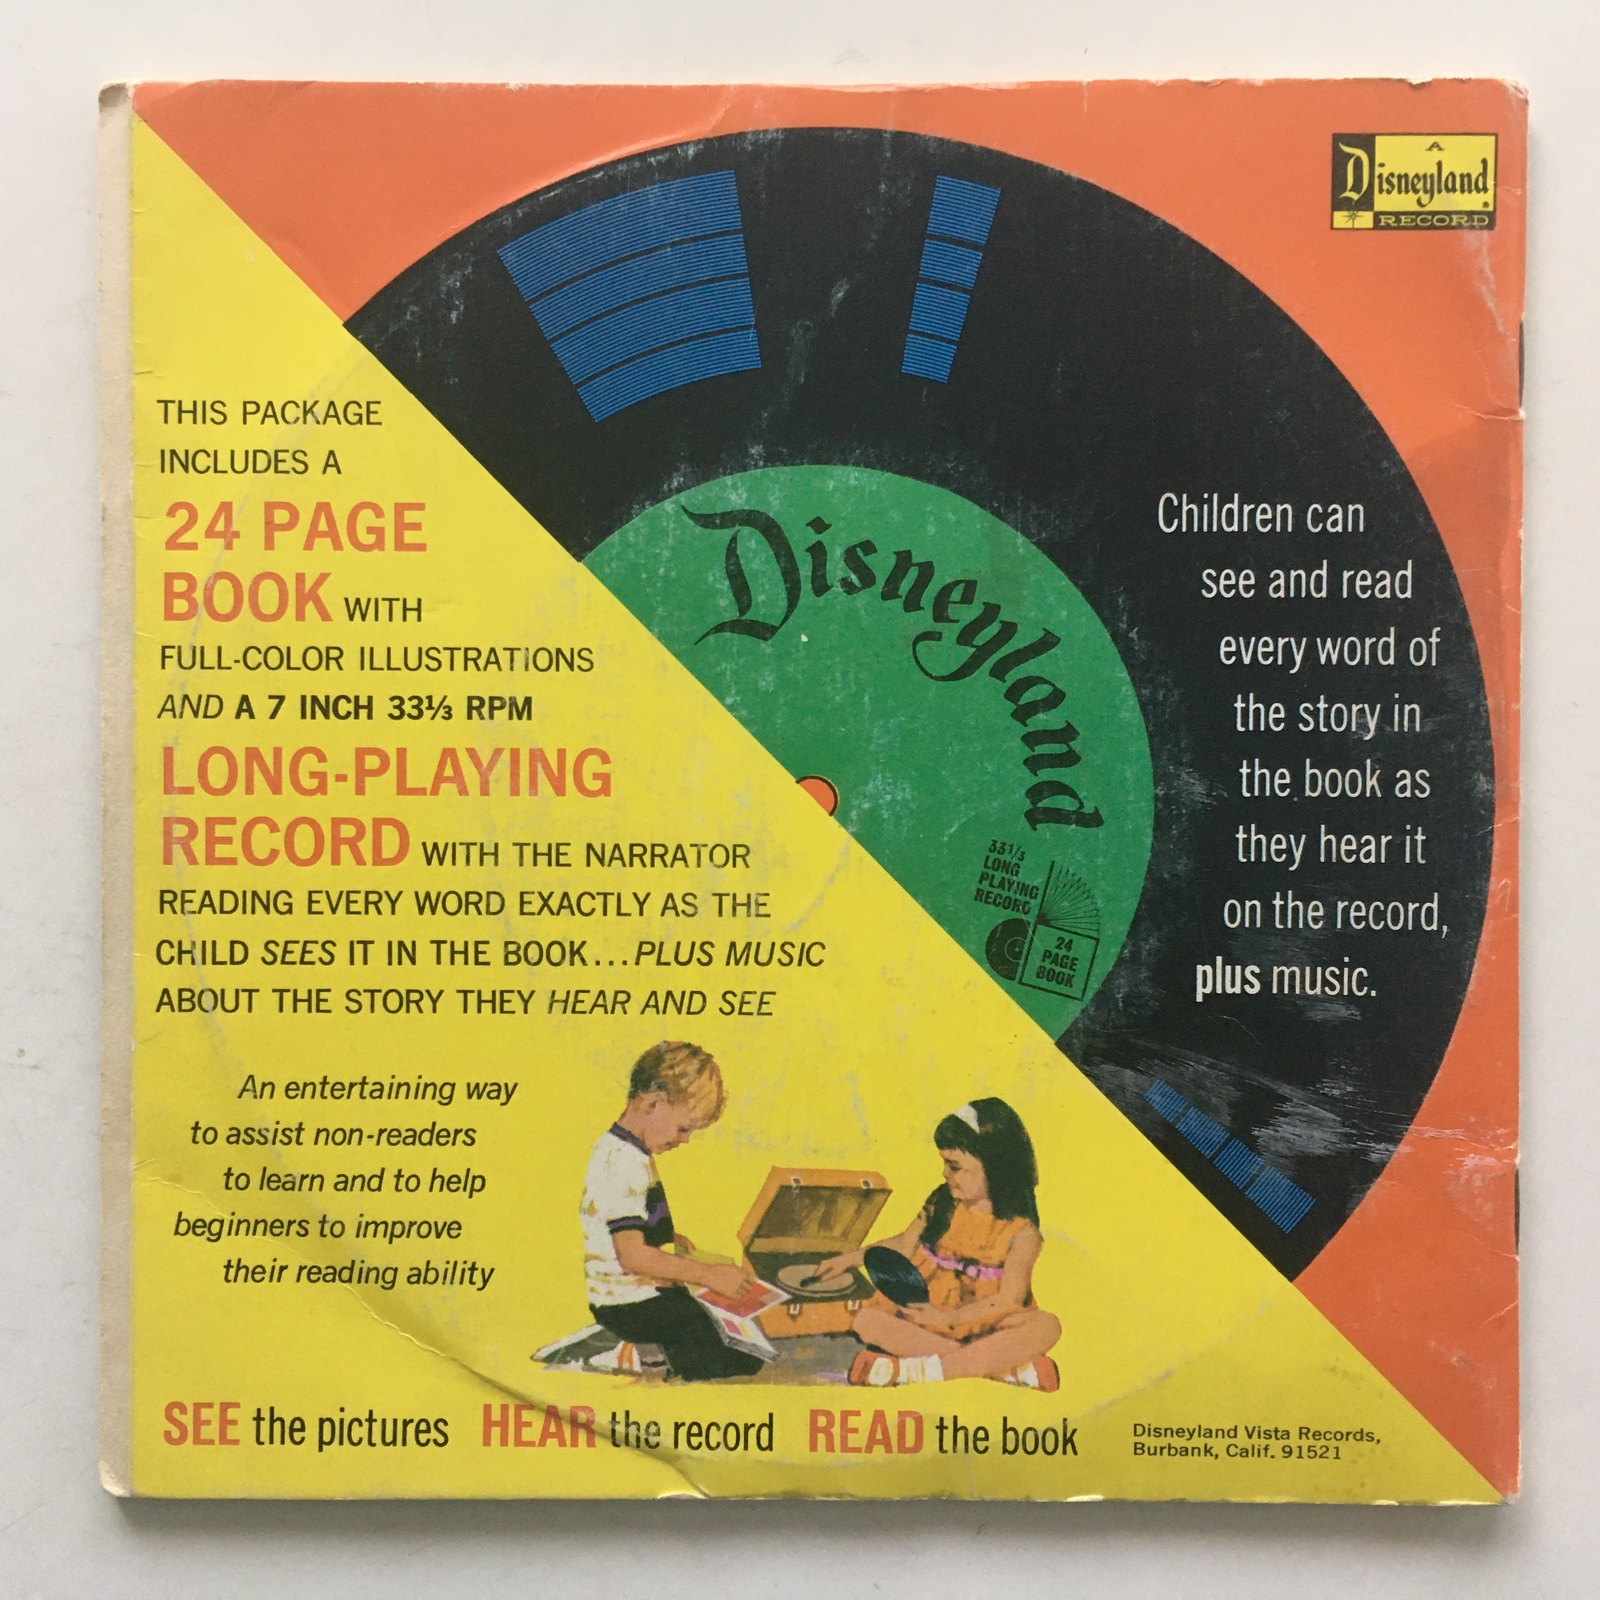 A
Disneyland
RECORD
THIS PACKAGE
INCLUDES A
24 PAGE
BOOK WITH
FULL-COLOR ILLUSTRATIONS
AND A 7 INCH 33⅓ RPM
LONG-PLAYING
RECORD WITH THE NARRATOR
READING EVERY WORD EXACTLY AS THE
CHILD SEES IT IN THE BOOK...PLUS MUSIC
ABOUT THE STORY THEY HEAR AND SEE
Disneyland
33⅓
LONG
PLAYING
RECORD
24
PAGE
BOOK
Children can
see and read
every word of
the story in
the book as
they hear it
on the record,
plus music.
An entertaining way
to assist non-readers
to learn and to help
beginners to improve
their reading ability
SEE the pictures HEAR the record READ the book
Disneyland Vista Records,
Burbank, Calif. 91521